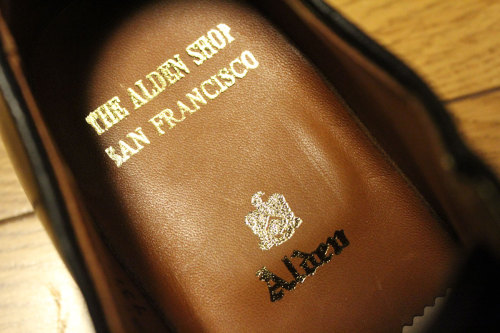 THE ALDEN SHOP
SAN FRANCISCO
Alden